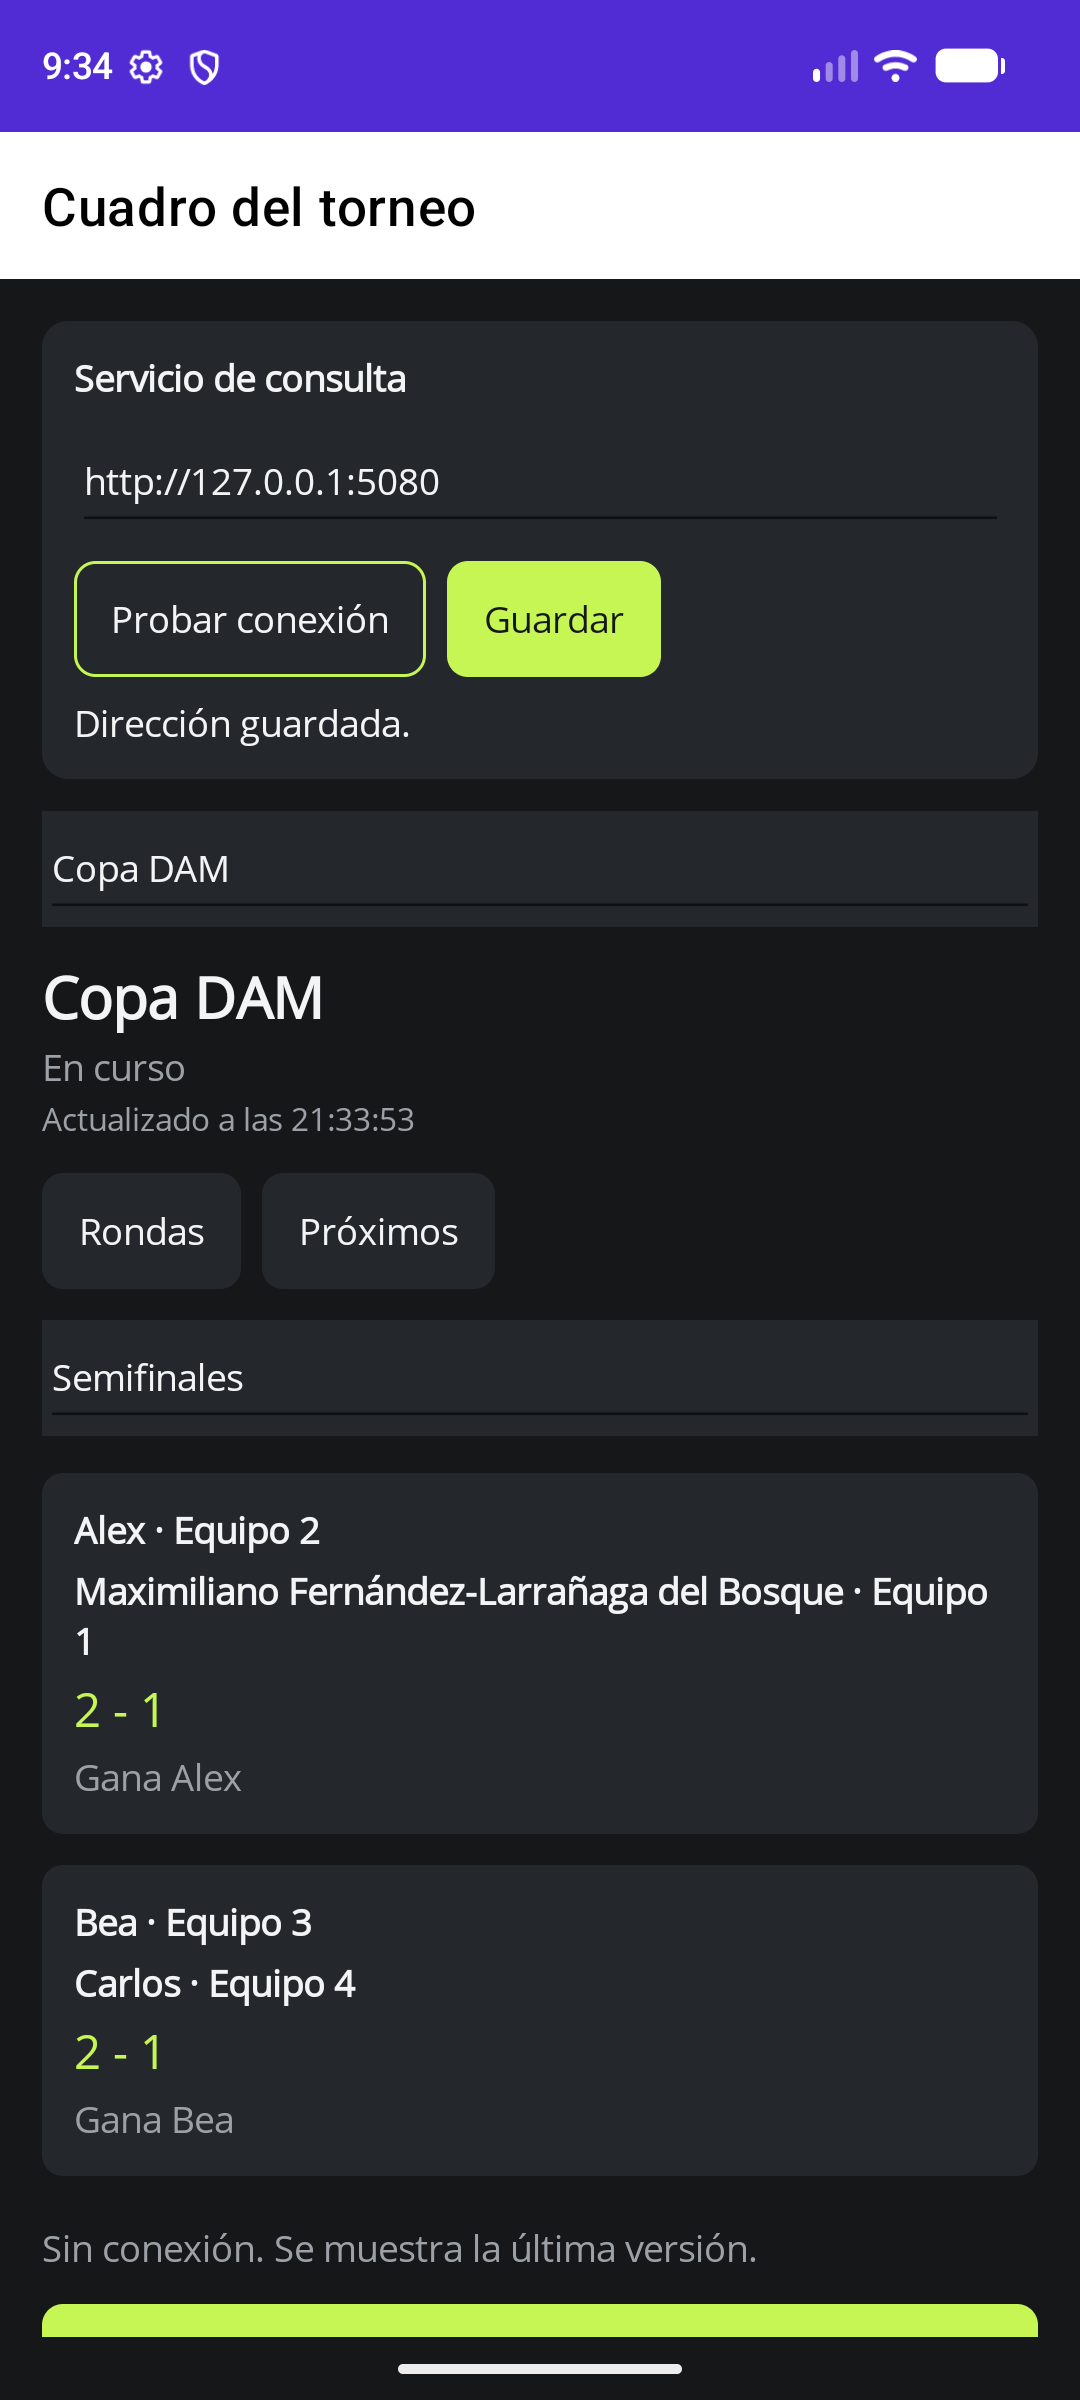 9:34
Cuadro del torneo
Servicio de consulta
http://127.0.0.1:5080
Probar conexión Guardar
Dirección guardada.
Copa DAM
Copa DAM
En curso
Actualizado a las 21:33:53
Rondas Próximos
Semifinales
Alex · Equipo 2
Maximiliano Fernández-Larrañaga del Bosque · Equipo
1
2 - 1
Gana Alex
Bea · Equipo 3
Carlos · Equipo 4
2 - 1
Gana Bea
Sin conexión. Se muestra la última versión.